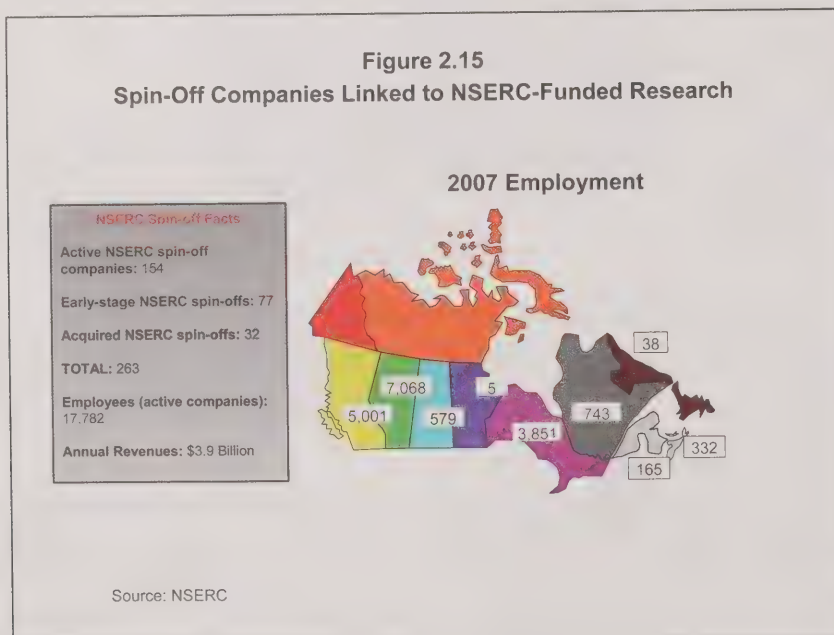 Figure 2.15
Spin-Off Companies Linked to NSERC-Funded Research
2007 Employment
NSERC Spin-off Facts
Active NSERC spin-off
companies: 154
Early-stage NSERC spin-offs: 77
Acquired NSERC spin-offs: 32
TOTAL: 263
Employees (active companies):
17.782
Annual Revenues: $3.9 Billion
38
7,068
5
743
5,001
579
3,851
332
165
Source: NSERC